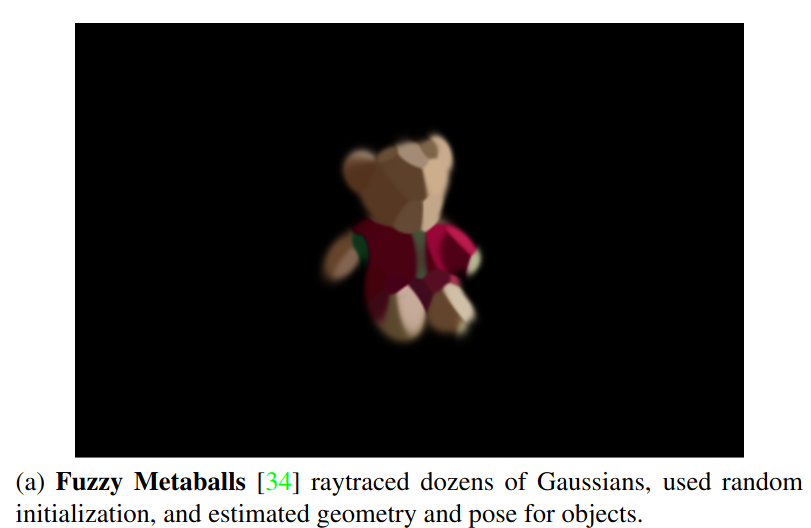 (a) Fuzzy Metaballs [34] raytraced dozens of Gaussians, used random
initialization, and estimated geometry and pose for objects.